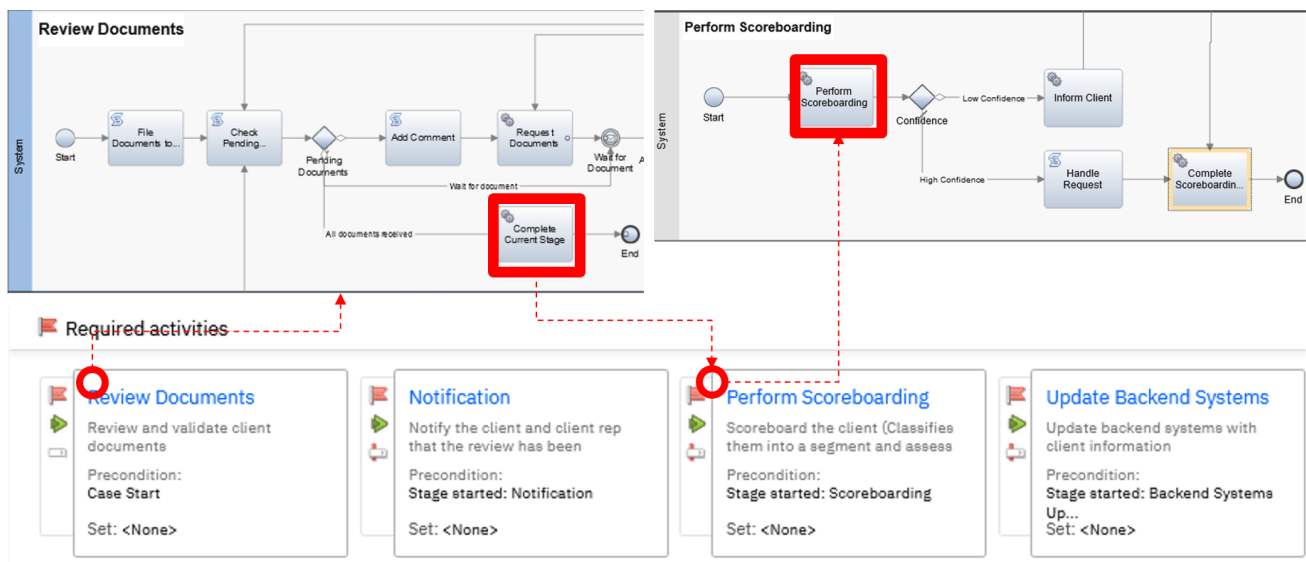 Review Documents
System
Start
File
Documents to...
Check
Pending...
Pending
Documents
Add Comment
Request
Documents
Wait for
Document
A
Wait for document
All documents received
Complete
Current Stage
End
Perform Scoreboarding
System
Start
Perform
Scoreboarding
Confidence
Low Confidence
Inform Client
High Confidence
Handle
Request
Complete
Scoreboardin...
End
Required activities
Review Documents
Review and validate client
documents
Precondition:
Case Start
Set: <None>
Notification
Notify the client and client rep
that the review has been
Precondition:
Stage started: Notification
Set: <None>
Perform Scoreboarding
Scoreboard the client (Classifies
them into a segment and assess
Precondition:
Stage started: Scoreboarding
Set: <None>
Update Backend Systems
Update backend systems with
client information
Precondition:
Stage started: Backend Systems
Up...
Set: <None>